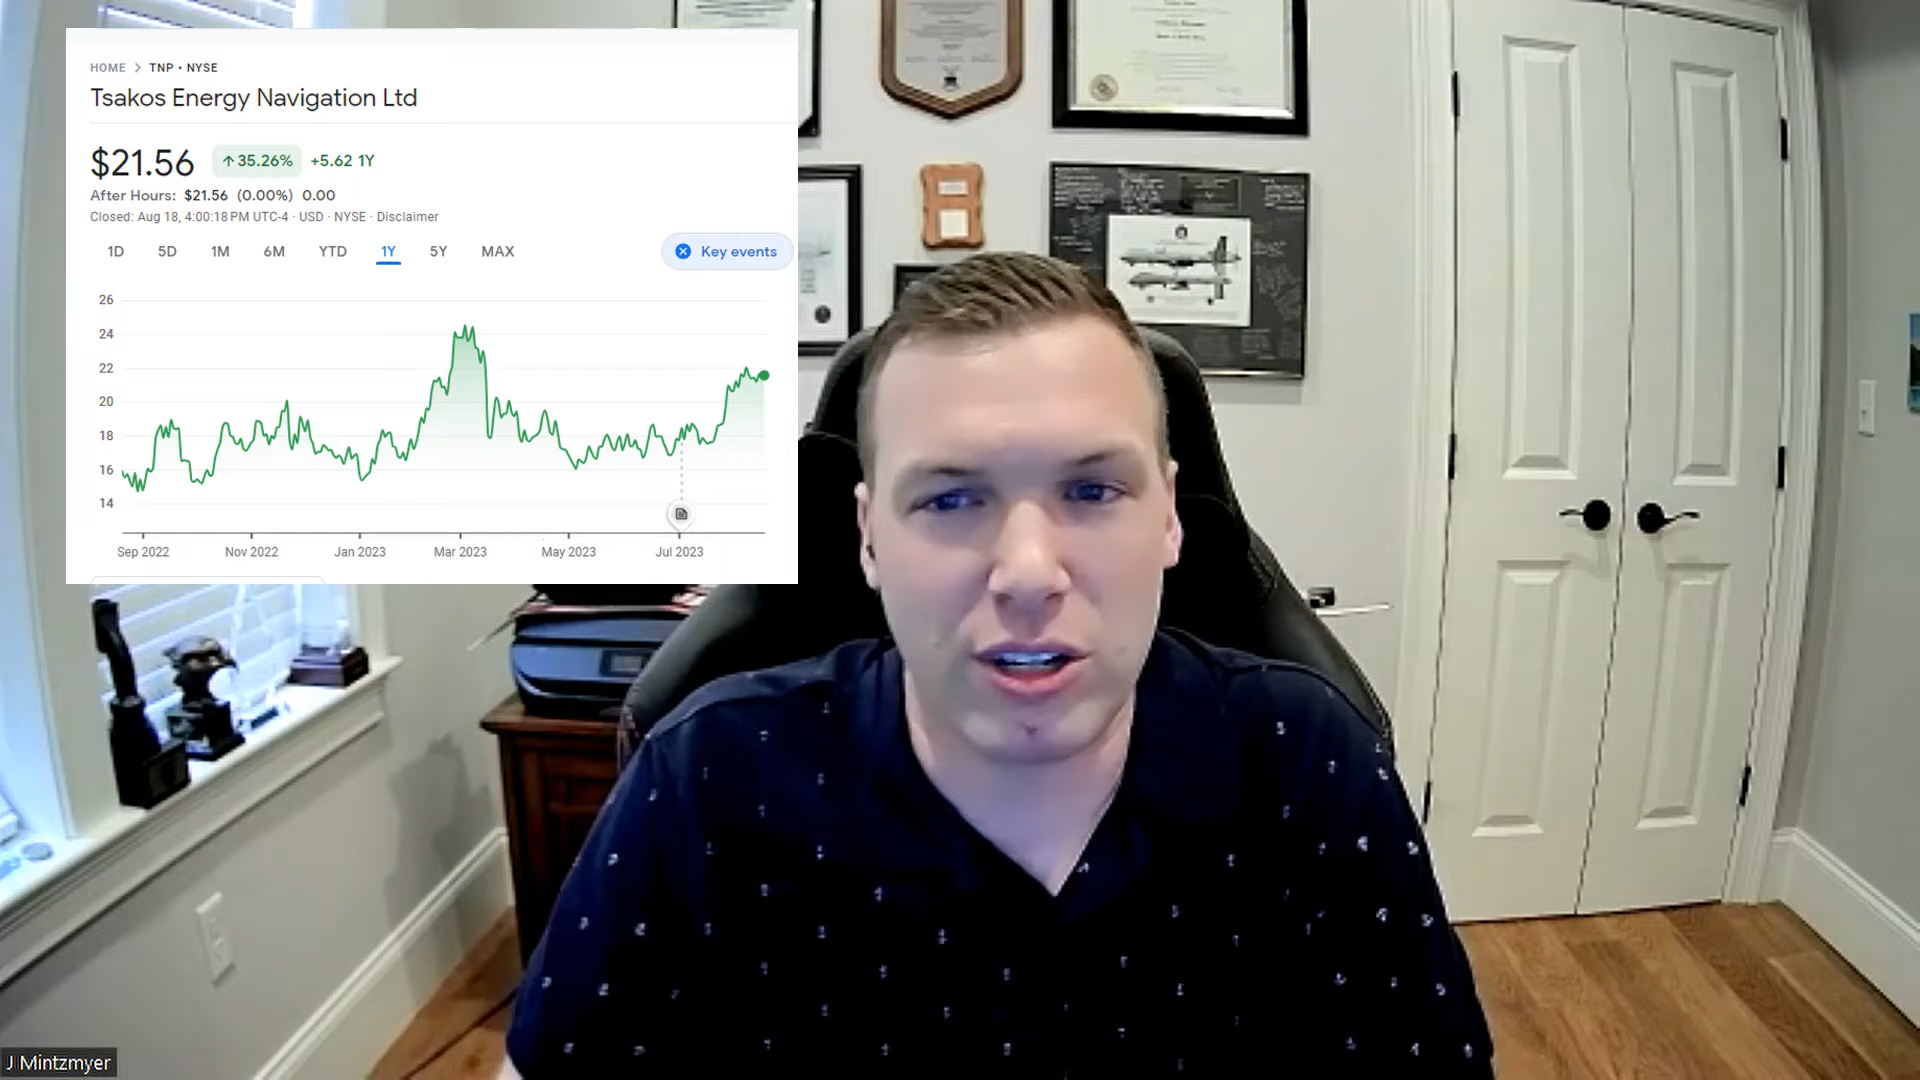 HOME > TNP • NYSE
Tsakos Energy Navigation Ltd
$21.56 ↑35.26% +5.62 1Y
After Hours: $21.56 (0.00%) 0.00
Closed: Aug 18, 4:00:18 PM UTC-4 · USD · NYSE · Disclaimer
1D 5D 1M 6M YTD 1Y 5Y MAX Key events
26
24
22
20
18
16
14
Sep 2022 Nov 2022 Jan 2023 Mar 2023 May 2023 Jul 2023
J Mintzmyer